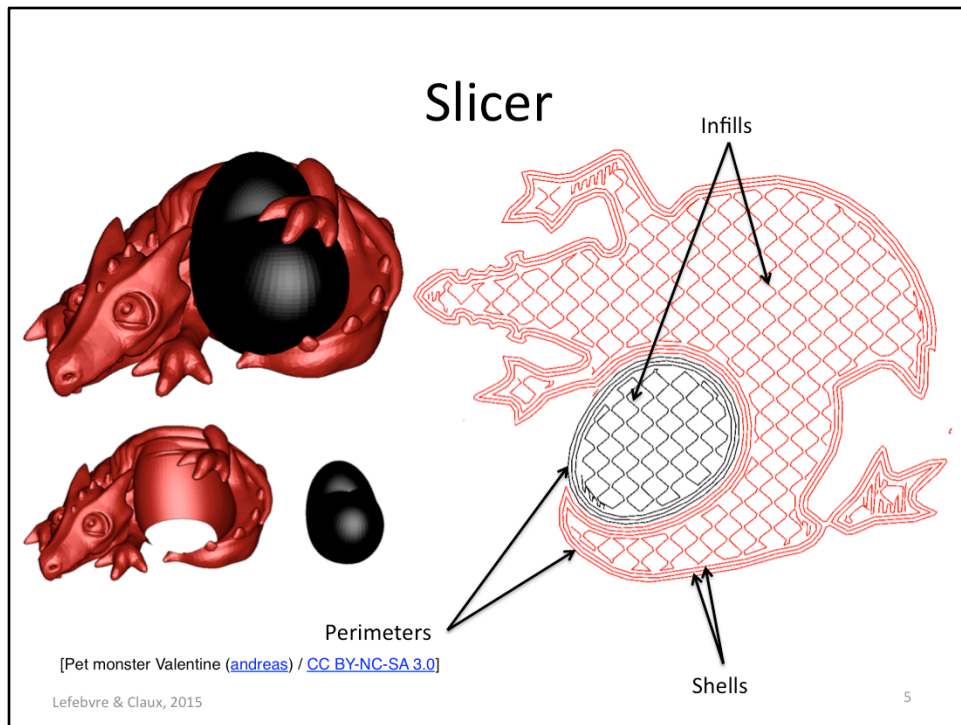 Slicer
Infills
Perimeters
[Pet monster Valentine (andreas) / CC BY-NC-SA 3.0]
Shells
Lefebvre & Claux, 2015
5